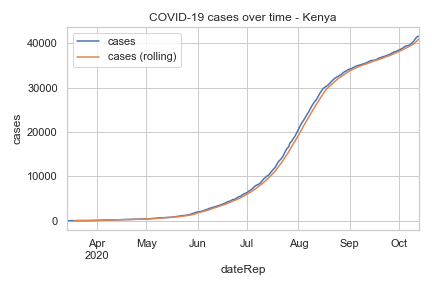 COVID-19 cases over time - Kenya
cases
cases (rolling)
40000
30000
20000
10000
0
cases
Apr May Jun Jul Aug Sep Oct
2020
dateRep